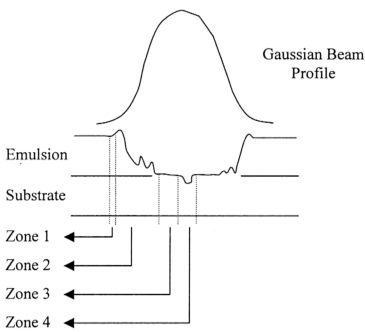 Gaussian Beam
Profile
Emulsion
Substrate
Zone 1
Zone 2
Zone 3
Zone 4